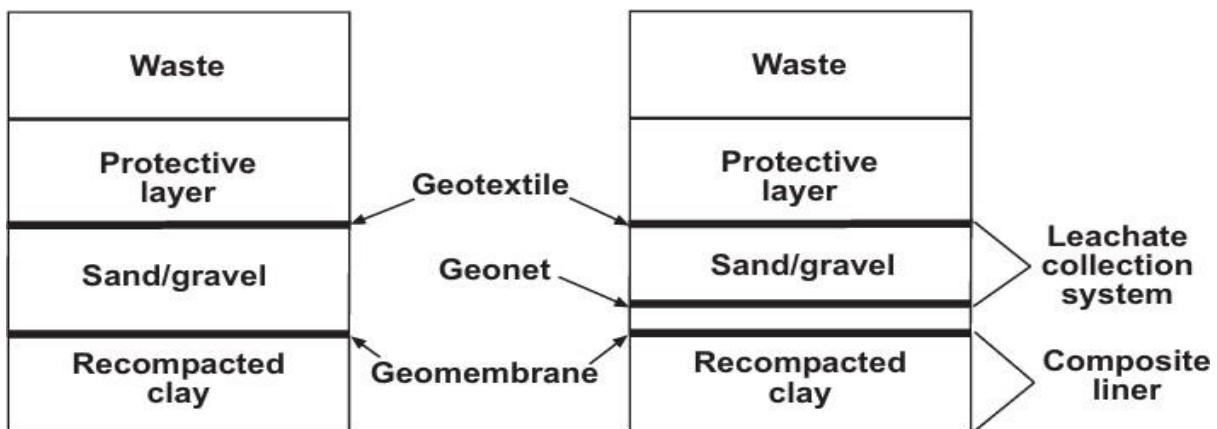 Waste
Protective
layer
Sand/gravel
Recompacted
clay
Geotextile
Geonet
Geomembrane
Waste
Protective
layer
Sand/gravel
Recompacted
clay
Leachate
collection
system
Composite
liner